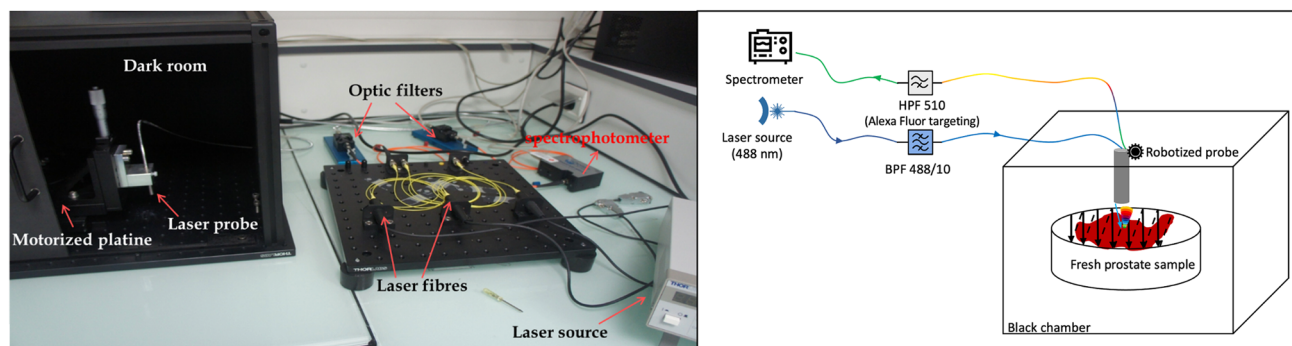 Dark room
Optic filters
spectrophotometer
Laser probe
Motorized platine
Laser fibres
Laser source
THORLABS
THOR
Spectrometer
HPF 510
(Alexa Fluor targeting)
Laser source
(488 nm)
BPF 488/10
Robotized probe
Fresh prostate sample
Black chamber